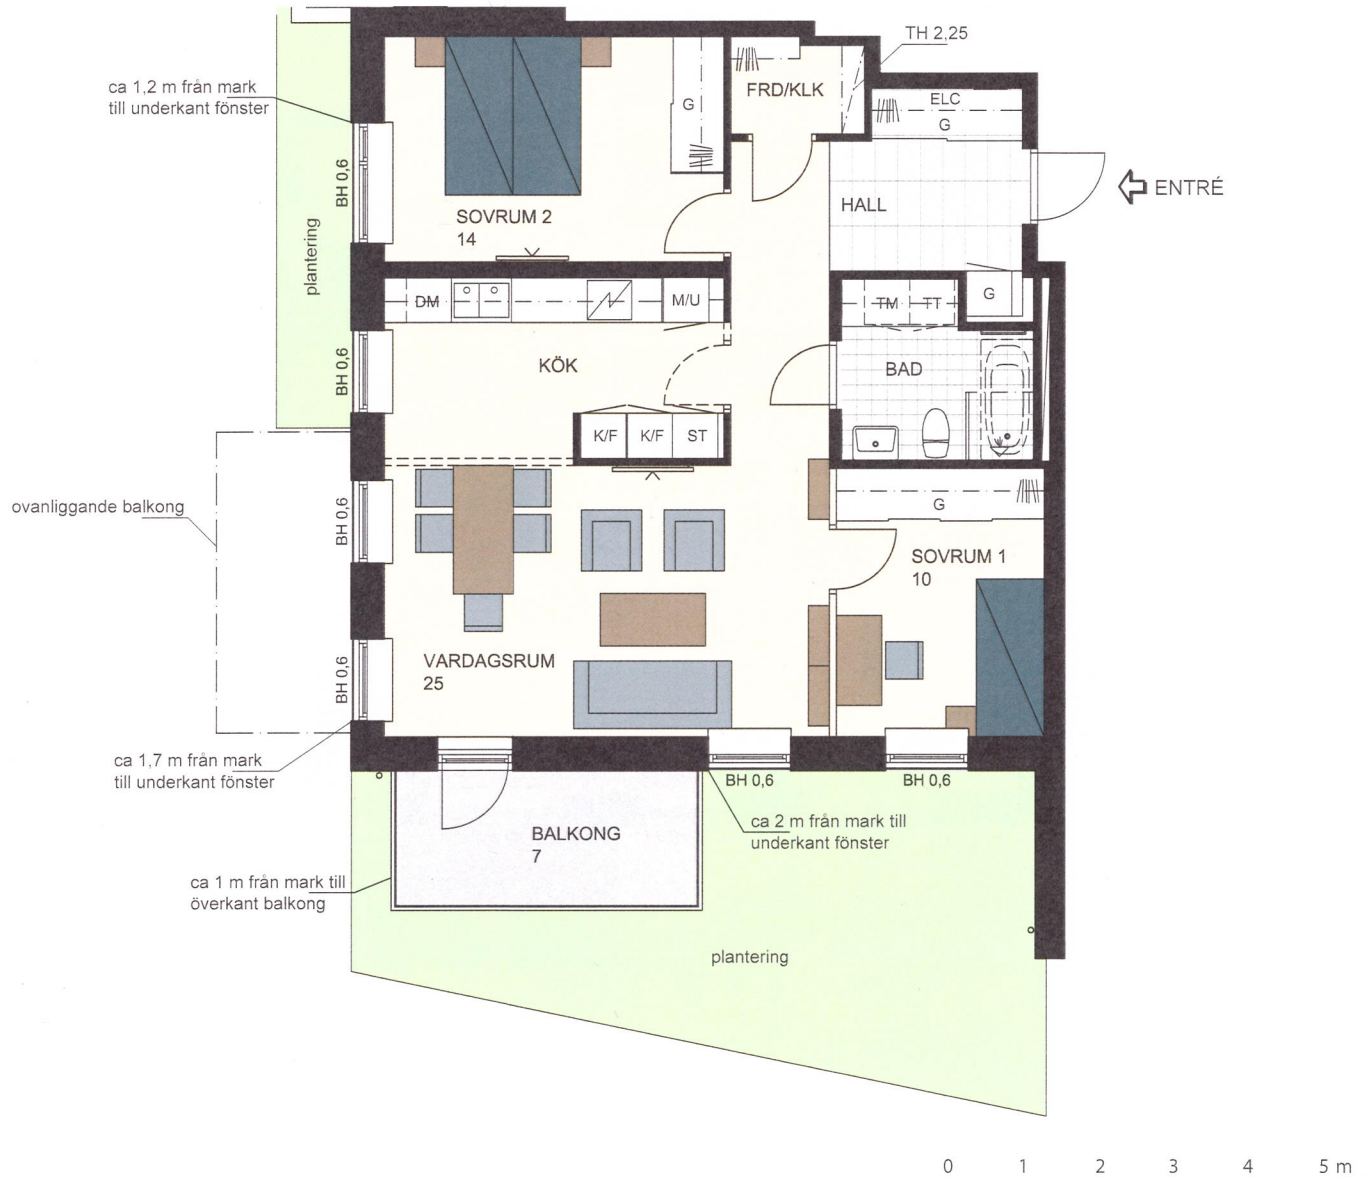 TH 2,25
ca 1,2 m från mark
till underkant fönster
FRD/KLK
ELC
G
G
BH 0,6
plantering
SOVRUM 2
14
HALL
ENTRÉ
DM
M/U
TM
TT
G
KÖK
BAD
BH 0,6
K/F
K/F
ST
ovanliggande balkong
BH 0,6
G
SOVRUM 1
10
BH 0,6
VARDAGSRUM
25
ca 1,7 m från mark
till underkant fönster
BH 0,6
BH 0,6
BALKONG
7
ca 2 m från mark till
underkant fönster
ca 1 m från mark till
överkant balkong
plantering
0 1 2 3 4 5 m